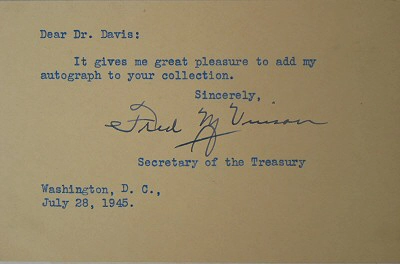 Dear Dr. Davis:
It gives me great pleasure to add my
autograph to your collection.
Sincerely,
Fred M Vinson
Secretary of the Treasury
Washington, D. C.,
July 28, 1945.